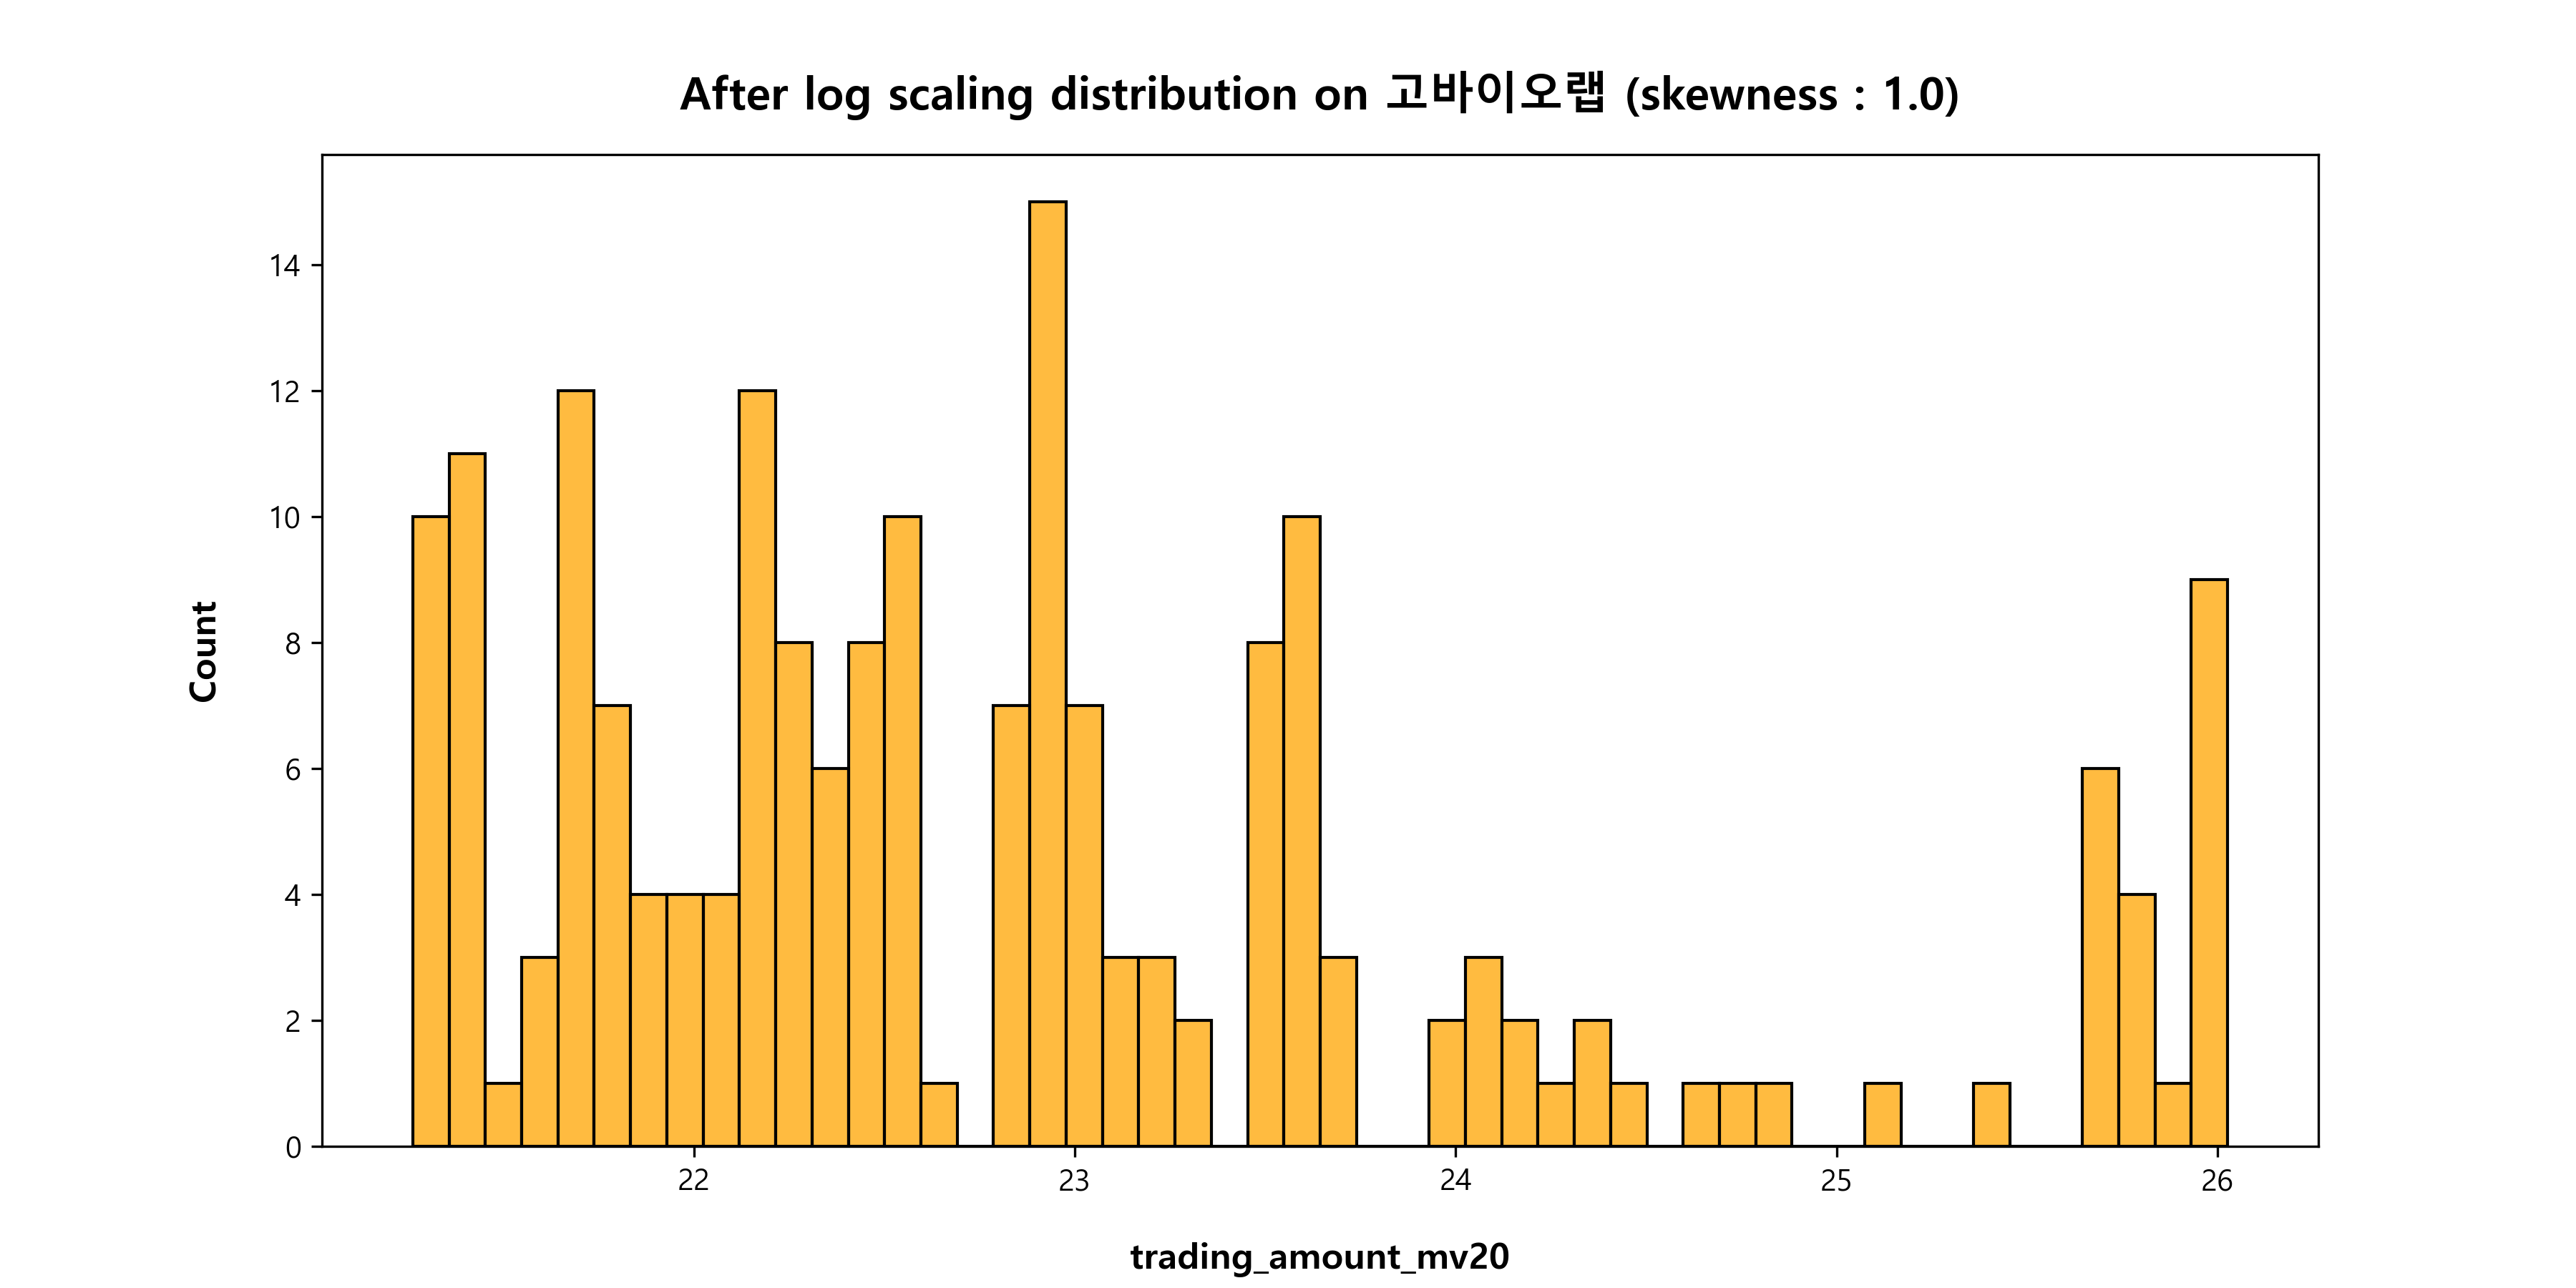 After log scaling distribution on 고바이오랩 (skewness : 1.0)
14
12
10
8
6
4
2
0
Count
22 23 24 25 26
trading_amount_mv20